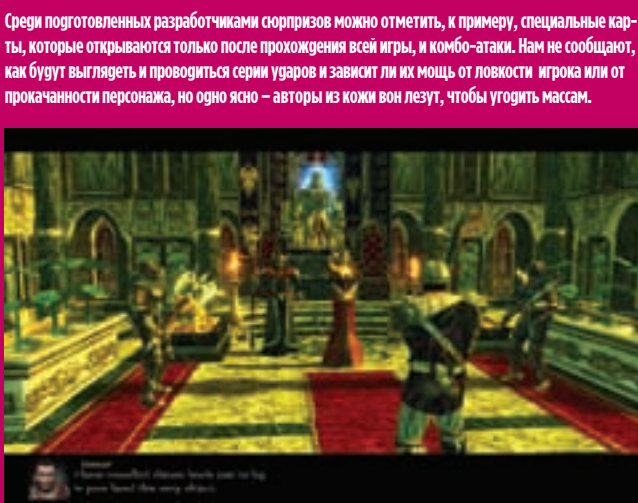 Среди подготовленных разработчиками сюрпризов можно отметить, к примеру, специальные кар-
ты, которые открываются только после прохождения всей игры, и комбо-атаки. Нам не сообщают,
как будут выглядеть и проводиться серии ударов и зависит ли их мощь от ловкости игрока или от
прокачанности персонажа, но одно ясно – авторы из кожи вон лезут, чтобы угодить массам.